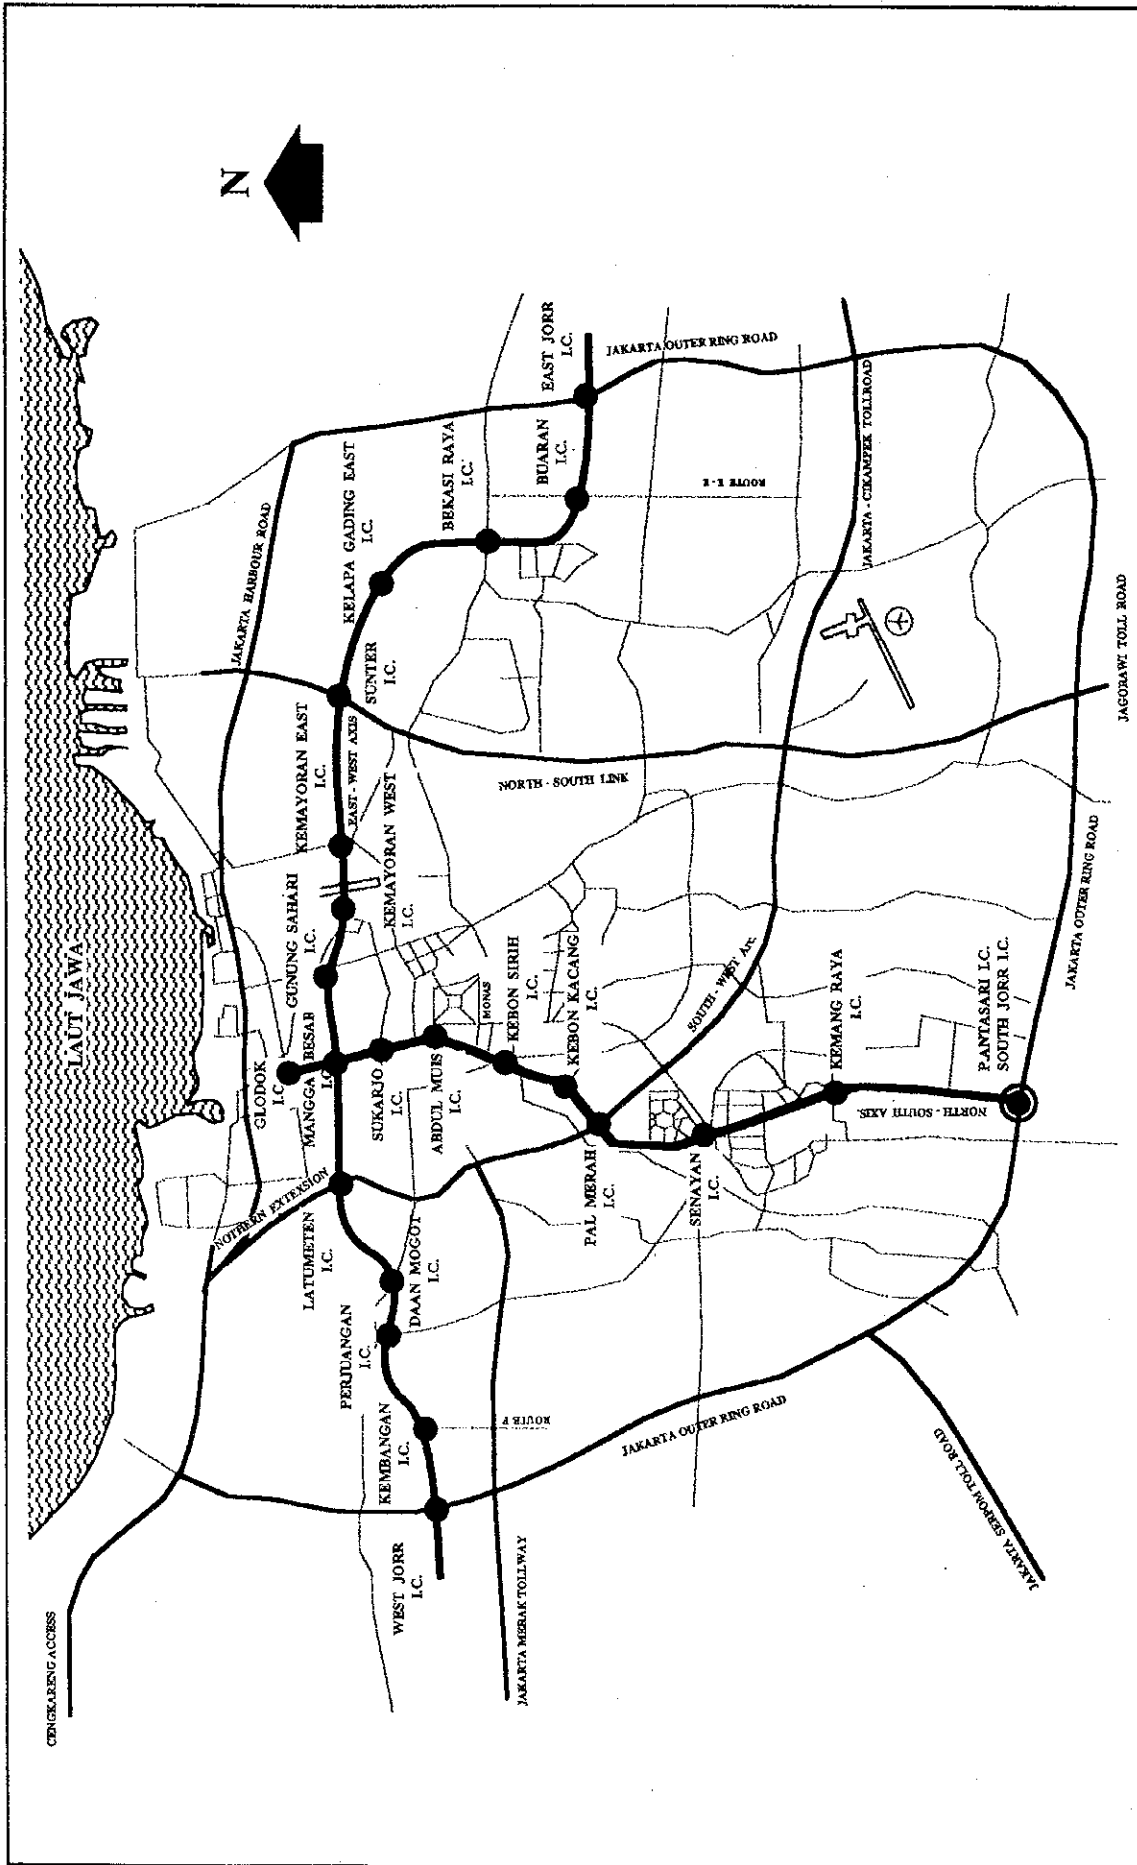 CENGKARENG ACCESS
LAUT JAWA
N
JAKARTA HARBOUR ROAD
NOTHERN EXTENSION
GLODOK
I.C.
GUNUNG SAHARI
I.C.
MANGGA BESAR
I.C.
KEMAYORAN EAST
I.C.
EAST - WEST AXIS
KEMAYORAN WEST
I.C.
SUNTER
I.C.
KELAPA GADING EAST
I.C.
BEKASI RAYA
I.C.
BUARAN
I.C.
EAST JORR
I.C.
JAKARTA OUTER RING ROAD
WEST JORR
I.C.
KEMBANGAN
I.C.
PERJUANGAN
I.C.
DAAN MOGOT
I.C.
LATUMETEN
I.C.
SUKARJO
I.C.
ABDUL MUIS
I.C.
MONAS
KEBON SIRIH
I.C.
KEBON KACANG
I.C.
PAL MERAH
I.C.
SENAYAN
I.C.
KEMANG RAYA
I.C.
P.ANTASARI I.C.
SOUTH JORR I.C.
NORTH - SOUTH AXIS.
NORTH - SOUTH LINK
SOUTH - WEST Arc.
ROUTE K - K
ROUTE P
JAKARTA MERAK TOLLWAY
JAKARTA OUTER RING ROAD
JAKARTA SERPOM TOLL ROAD
JAKARTA - CIKAMPEK TOLLROAD
JAKARTA OUTER RING ROAD
JAGORAWI TOLL ROAD